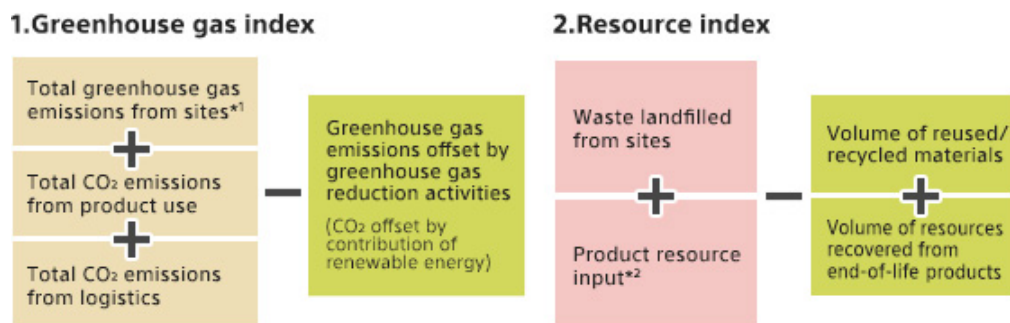 1.Greenhouse gas index
Total greenhouse gas
emissions from sites*1
+
Total CO₂ emissions
from product use
+
Total CO₂ emissions
from logistics
−
Greenhouse gas
emissions offset by
greenhouse gas
reduction activities
(CO₂ offset by
contribution of
renewable energy)
2.Resource index
Waste landfilled
from sites
+
Product resource
input*2
−
Volume of reused/
recycled materials
+
Volume of resources
recovered from
end-of-life products